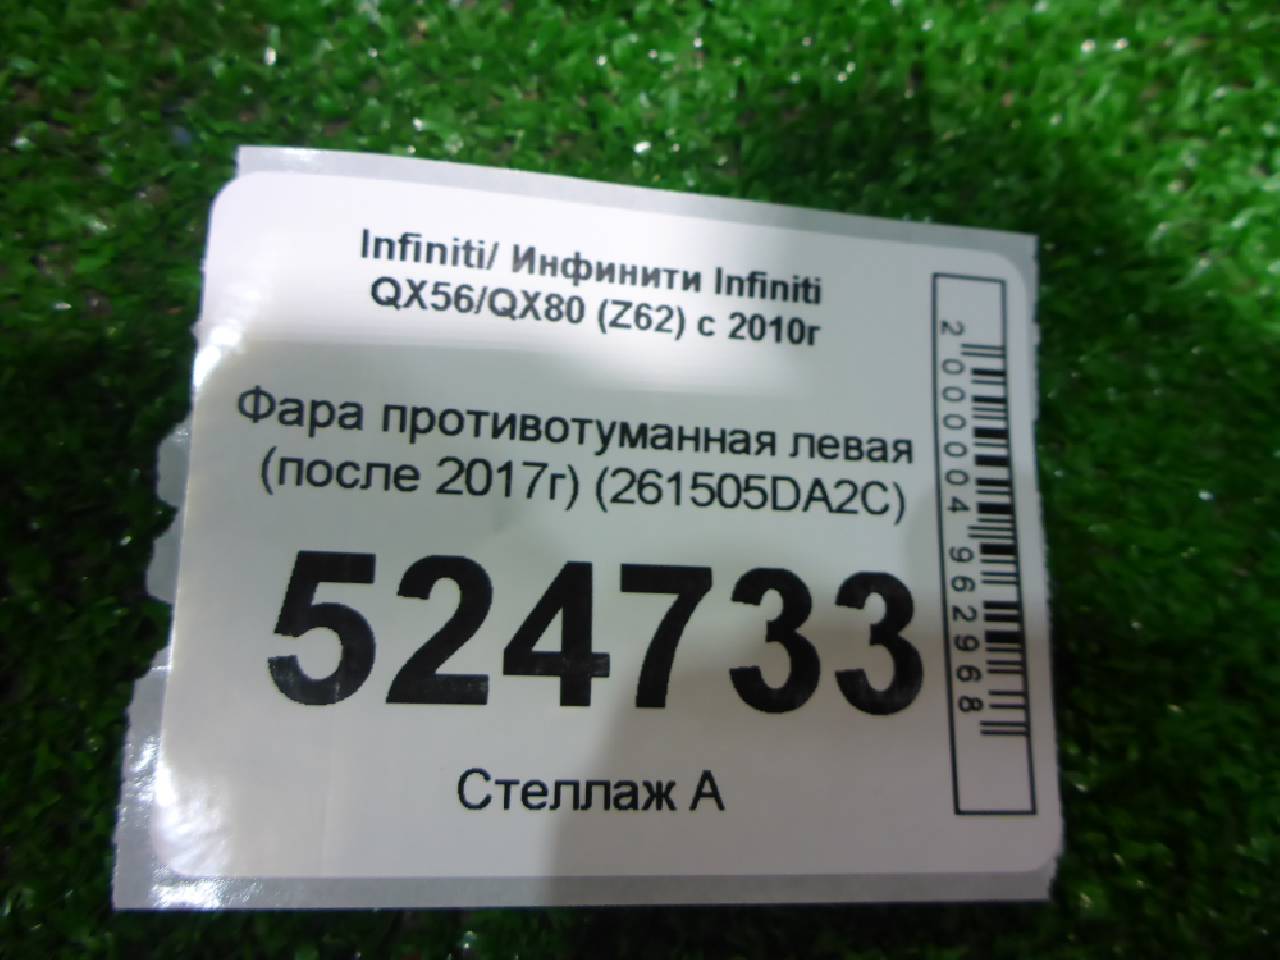 Infiniti/ Инфинити Infiniti
QX56/QX80 (Z62) с 2010г
Фара противотуманная левая
(после 2017г) (261505DA2C)
524733
Стеллаж А
2000004962968